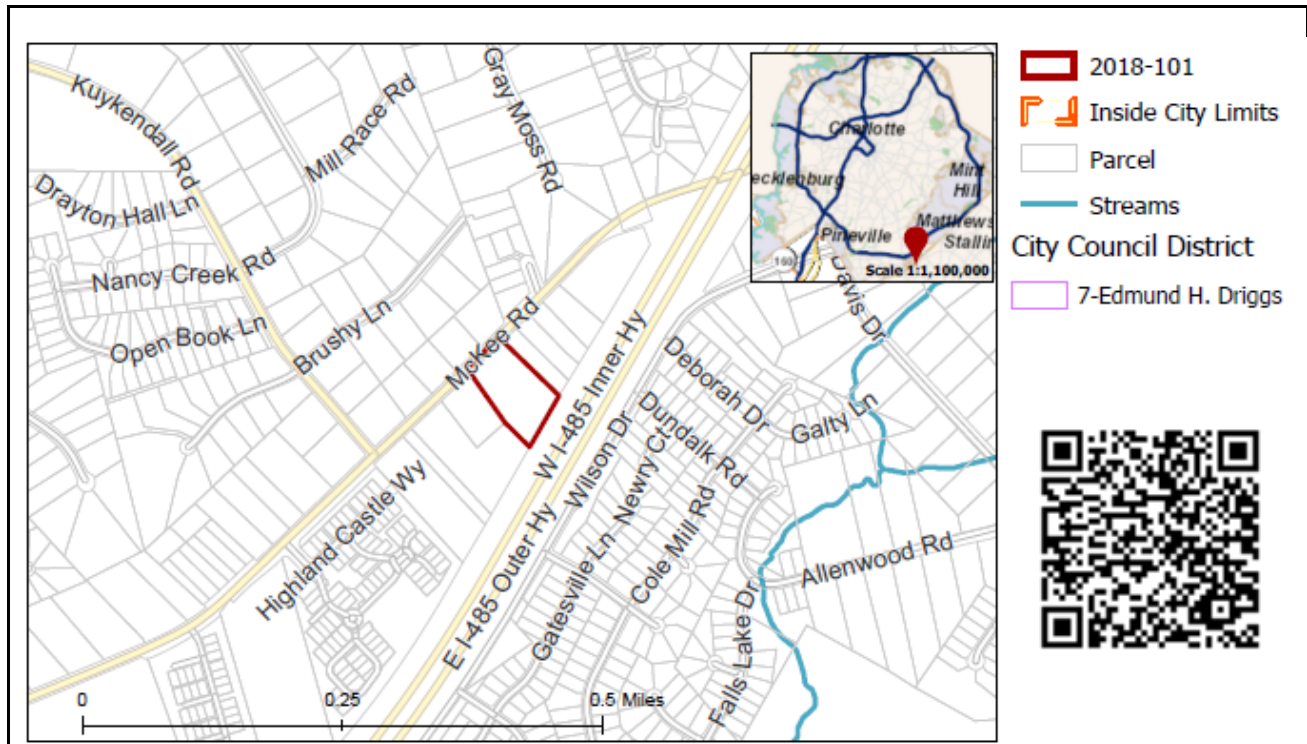 Kuykendall Rd
Mill Race Rd
Gray Moss Rd
Drayton Hall Ln
Nancy Creek Rd
Open Book Ln
Brushy Ln
McKee Rd
W I-485 Inner Hy
E I-485 Outer Hy
Highland Castle Wy
Wilson Dr
Deborah Dr
Dundalk Rd
Newry Ct
Gatesville Ln
Cole Mill Rd
Galty Ln
Davis Dr
Allenwood Rd
Falls Lake Dr
0 0.25 0.5 Miles
Charlotte
ecklenburg
Mint
Hill
Matthews
Stallin
Pineville
160
Scale 1:1,100,000
2018-101
Inside City Limits
Parcel
Streams
City Council District
7-Edmund H. Driggs